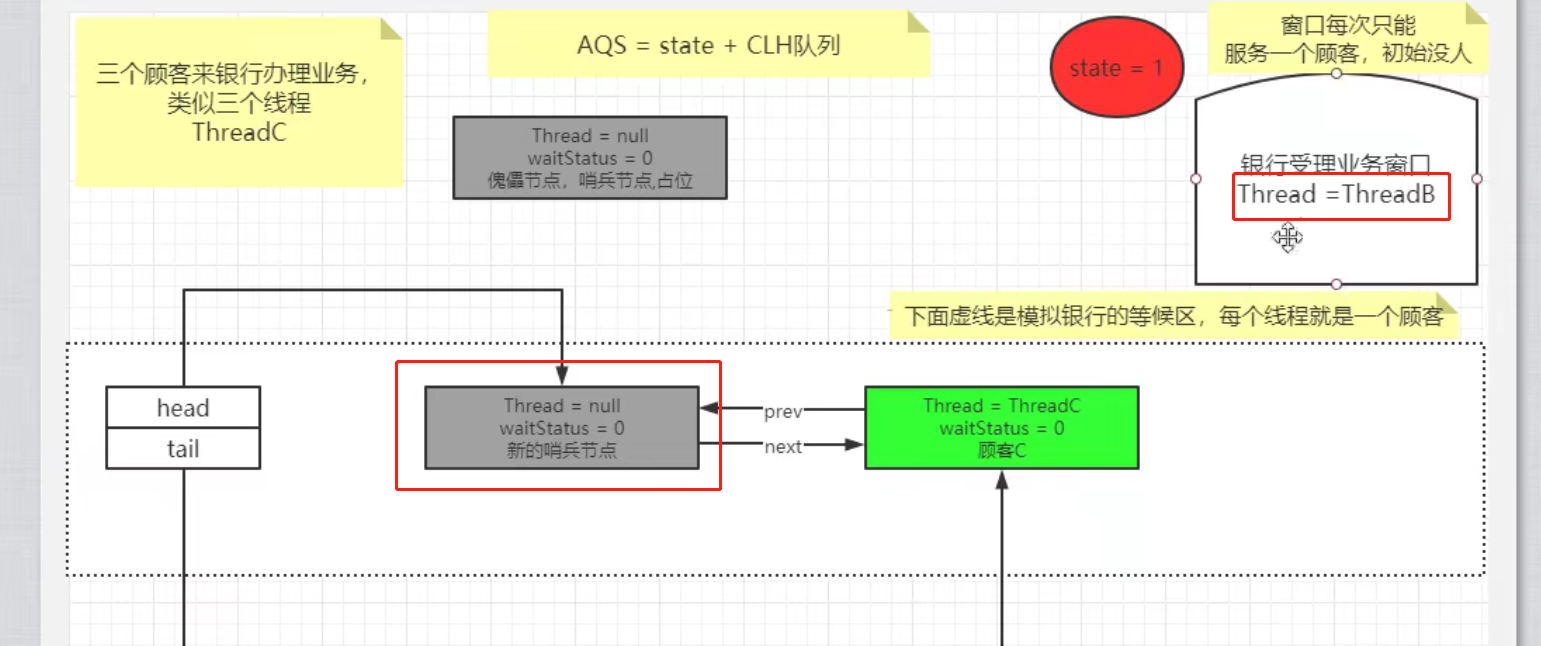 三个顾客来银行办理业务，
类似三个线程
ThreadC
AQS = state + CLH队列
state = 1
窗口每次只能
服务一个顾客，初始没人
Thread = null
waitStatus = 0
傀儡节点，哨兵节点,占位
银行受理业务窗口
Thread =ThreadB
下面虚线是模拟银行的等候区，每个线程就是一个顾客
head
tail
Thread = null
waitStatus = 0
新的哨兵节点
prev
next
Thread = ThreadC
waitStatus = 0
顾客C